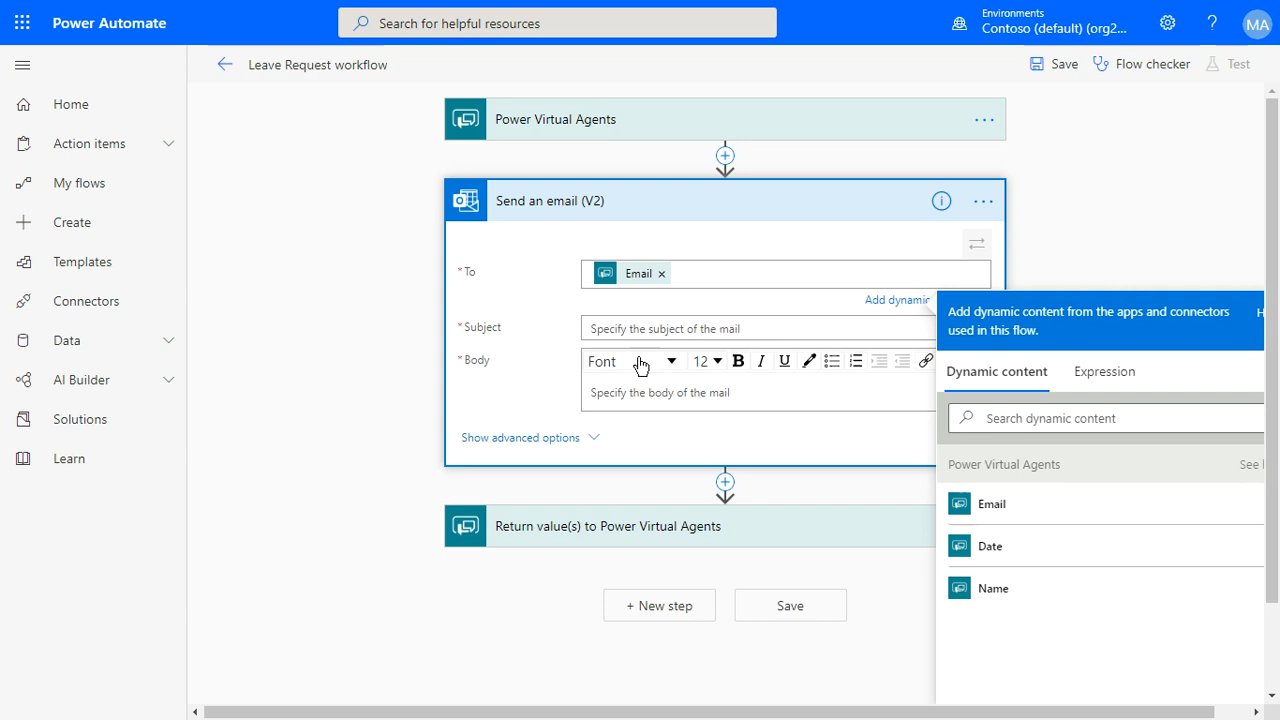 Power Automate
Search for helpful resources
Environments
Contoso (default) (org2...
?
MA
Leave Request workflow
Save
Flow checker
Test
Home
Action items
My flows
Create
Templates
Connectors
Data
AI Builder
Solutions
Learn
Power Virtual Agents
...
Send an email (V2)
...
* To
Email ×
Add dynamic
* Subject
Specify the subject of the mail
* Body
Font
12
B
I
U
Specify the body of the mail
Show advanced options
Return value(s) to Power Virtual Agents
+ New step
Save
Add dynamic content from the apps and connectors
used in this flow.
Dynamic content
Expression
Search dynamic content
Power Virtual Agents
See
Email
Date
Name